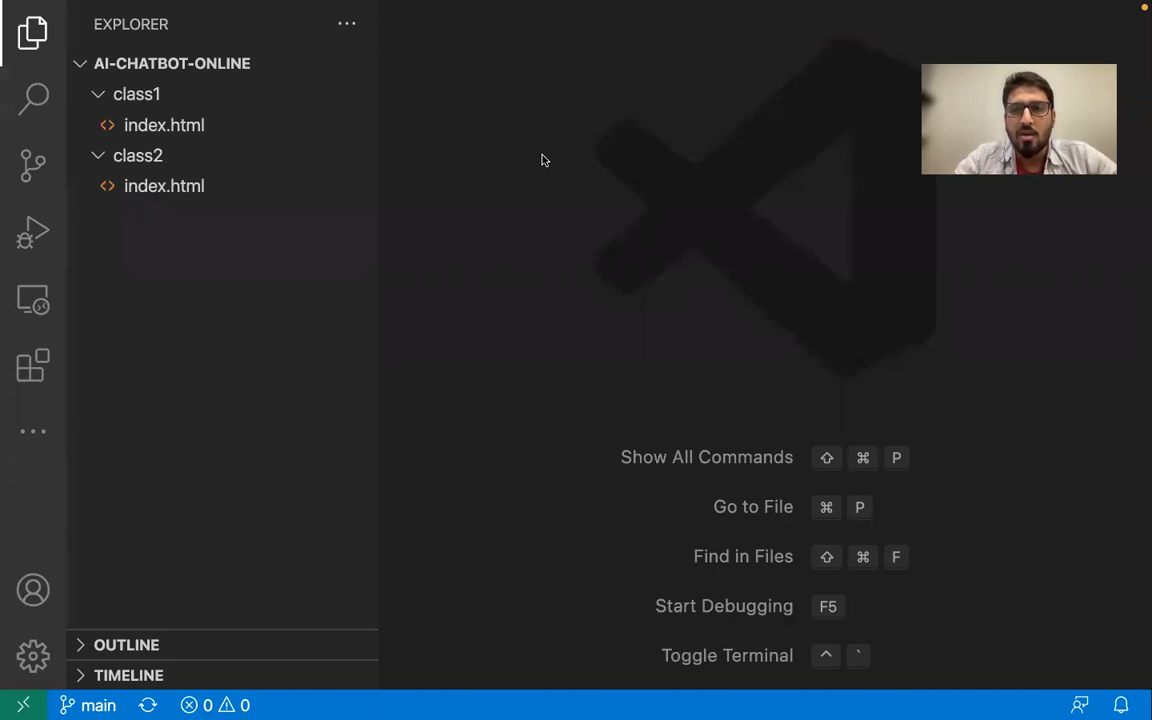 EXPLORER
AI-CHATBOT-ONLINE
class1
index.html
class2
index.html
Show All Commands ⇧ ⌘ P
Go to File ⌘ P
Find in Files ⇧ ⌘ F
Start Debugging F5
Toggle Terminal ^ `
OUTLINE
TIMELINE
main 0 0